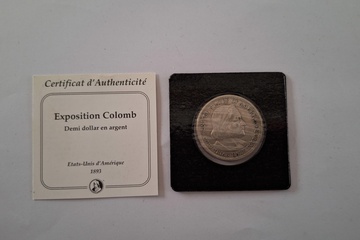 Certificat d'Authenticité
Exposition Colomb
Demi dollar en argent
Etats-Unis d'Amérique
1893